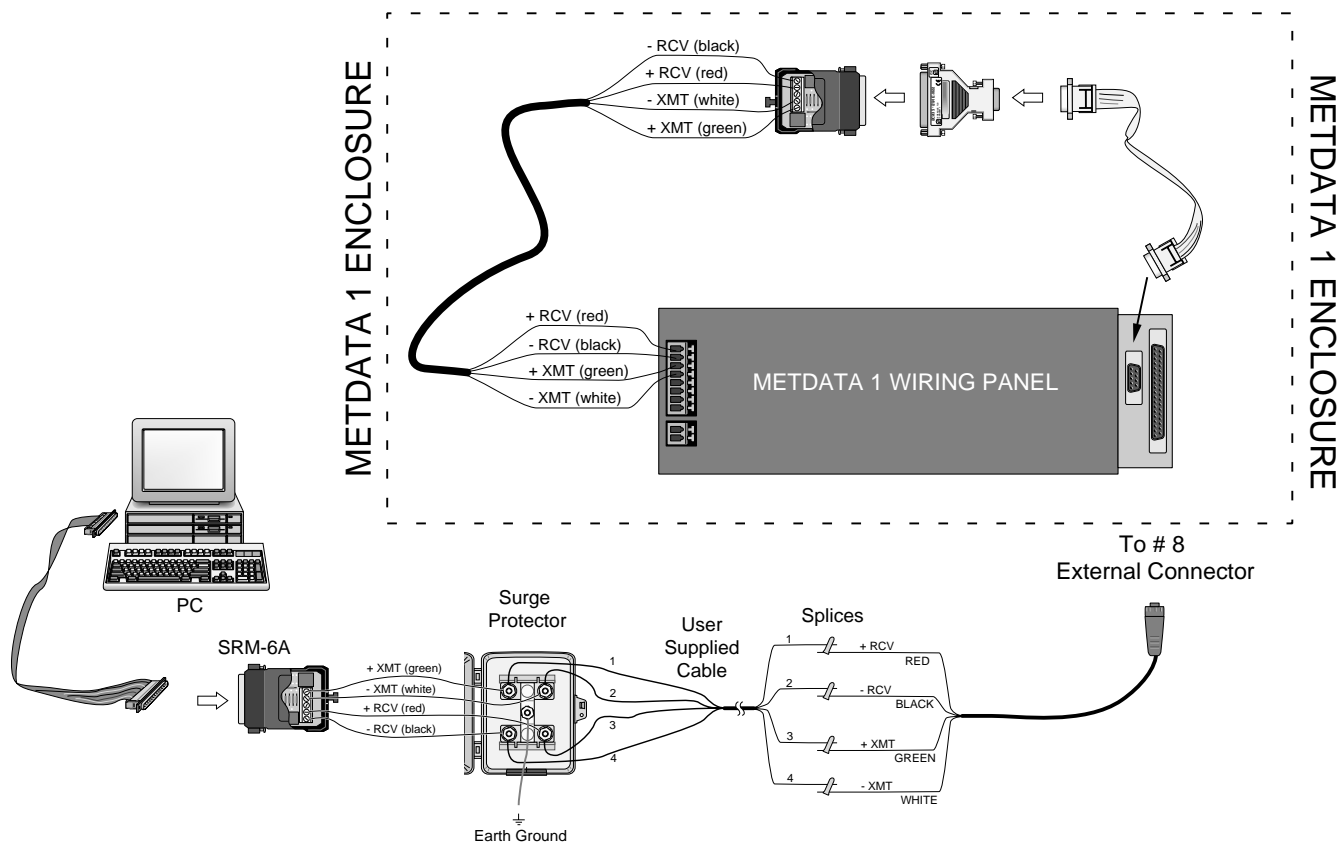 METDATA 1 ENCLOSURE
- RCV (black)
+ RCV (red)
- XMT (white)
+ XMT (green)
METDATA 1 ENCLOSURE
+ RCV (red)
- RCV (black)
+ XMT (green)
- XMT (white)
METDATA 1 WIRING PANEL
PC
To # 8
External Connector
SRM-6A
Surge
Protector
User
Supplied
Cable
Splices
+ XMT (green)
- XMT (white)
+ RCV (red)
- RCV (black)
1
2
3
4
1
+ RCV
RED
2
- RCV
BLACK
3
+ XMT
GREEN
4
- XMT
WHITE
Earth Ground